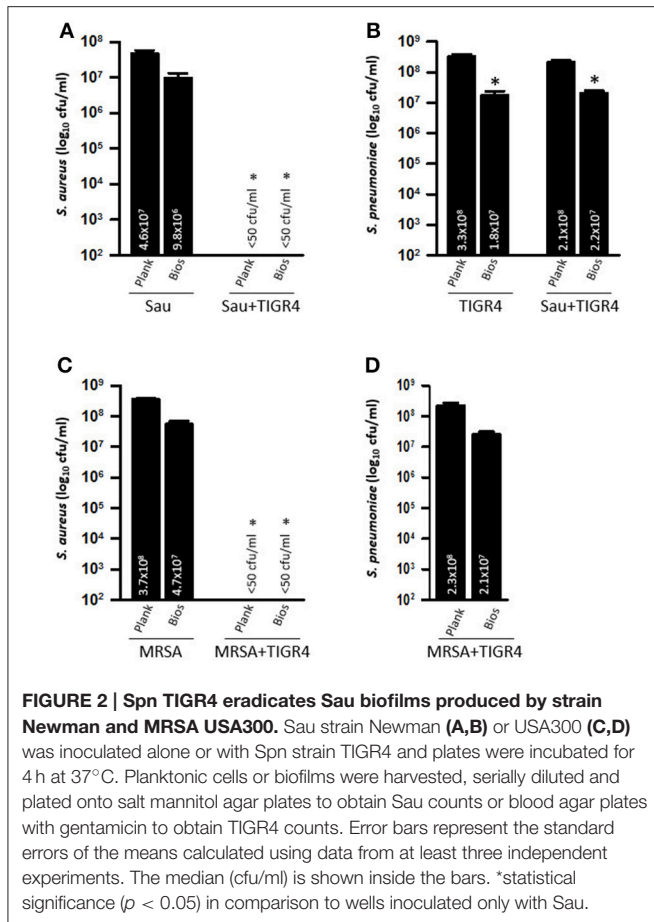 A
S. aureus (log10 cfu/ml)
10⁸
10⁷
10⁶
10⁵
10⁴
10³
10²
4.6x10⁷
9.8x10⁶
<50 cfu/ml *
<50 cfu/ml *
Plank
Bios
Plank
Bios
Sau
Sau+TIGR4
B
S. pneumoniae (log10 cfu/ml)
10⁹
10⁸
10⁷
10⁶
10⁵
10⁴
10³
10²
*
*
3.3x10⁸
1.8x10⁷
2.1x10⁸
2.2x10⁷
Plank
Bios
Plank
Bios
TIGR4
Sau+TIGR4
C
S. aureus (log10 cfu/ml)
10⁹
10⁸
10⁷
10⁶
10⁵
10⁴
10³
10²
3.7x10⁸
4.7x10⁷
<50 cfu/ml *
<50 cfu/ml *
Plank
Bios
Plank
Bios
MRSA
MRSA+TIGR4
D
S. pneumoniae (log10 cfu/ml)
10⁹
10⁸
10⁷
10⁶
10⁵
10⁴
10³
10²
2.3x10⁸
2.1x10⁷
Plank
Bios
MRSA+TIGR4
FIGURE 2 | Spn TIGR4 eradicates Sau biofilms produced by strain
Newman and MRSA USA300. Sau strain Newman (A,B) or USA300 (C,D)
was inoculated alone or with Spn strain TIGR4 and plates were incubated for
4 h at 37°C. Planktonic cells or biofilms were harvested, serially diluted and
plated onto salt mannitol agar plates to obtain Sau counts or blood agar plates
with gentamicin to obtain TIGR4 counts. Error bars represent the standard
errors of the means calculated using data from at least three independent
experiments. The median (cfu/ml) is shown inside the bars. *statistical
significance (p < 0.05) in comparison to wells inoculated only with Sau.